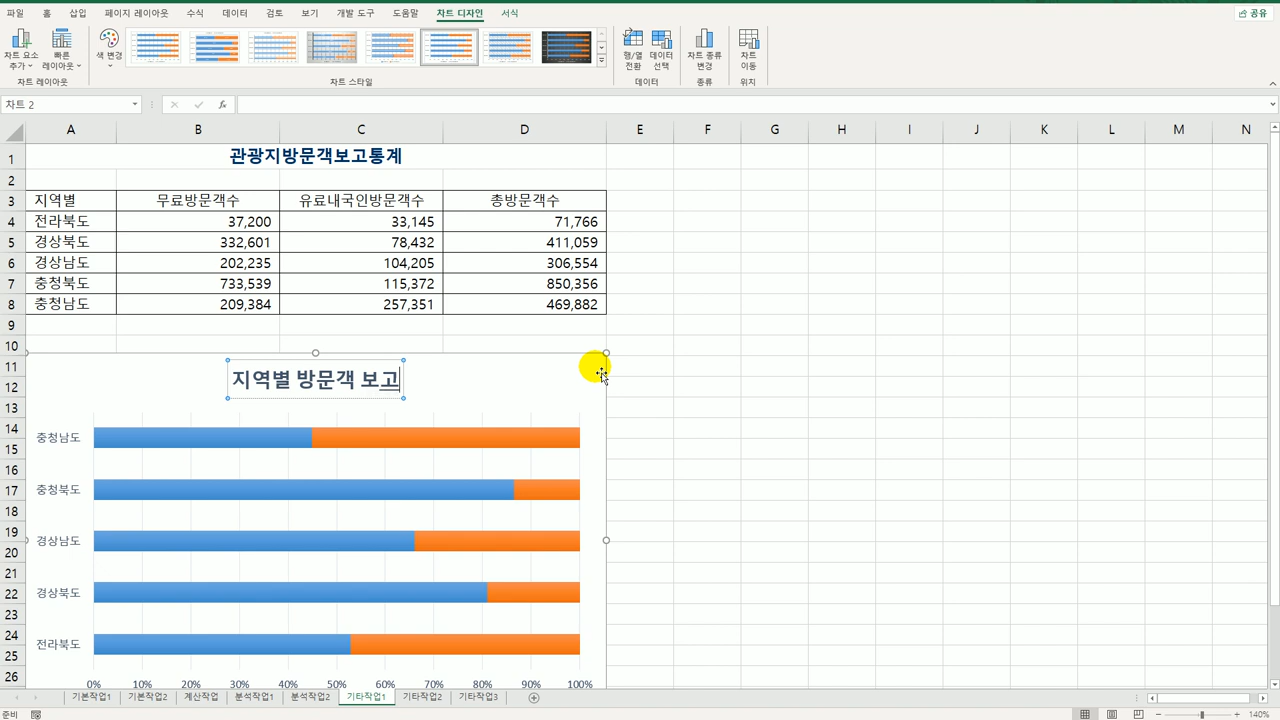 파일 홈 삽입 페이지 레이아웃 수식 데이터 검토 보기 개발 도구 도움말 차트 디자인 서식 공유
차트 요소 추가 빠른 레이아웃 색 변경 행/열 전환 데이터 선택 차트 종류 변경 차트 이동
차트 레이아웃 차트 스타일 데이터 종류 위치
차트 2 fx
A B C D E F G H I J K L M N
1 관광지방문객보고통계
2
3 지역별 무료방문객수 유료내국인방문객수 총방문객수
4 전라북도 37,200 33,145 71,766
5 경상북도 332,601 78,432 411,059
6 경상남도 202,235 104,205 306,554
7 충청북도 733,539 115,372 850,356
8 충청남도 209,384 257,351 469,882
9
10
11
12 지역별 방문객 보고
13
14 충청남도
15
16
17 충청북도
18
19 경상남도
20
21
22 경상북도
23
24 전라북도
25
26 0% 10% 20% 30% 40% 50% 60% 70% 80% 90% 100%
기본작업1 기본작업2 계산작업 분석작업1 분석작업2 기타작업1 기타작업2 기타작업3
준비 140%